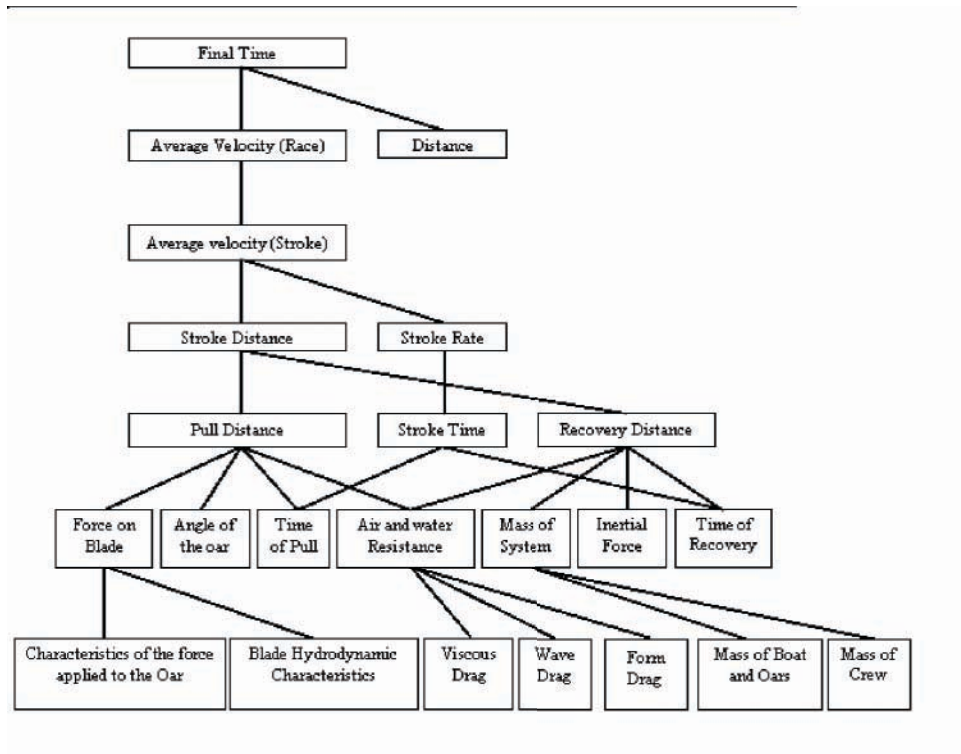 Final Time
Average Velocity (Race)
Distance
Average velocity (Stroke)
Stroke Distance
Stroke Rate
Pull Distance
Stroke Time
Recovery Distance
Force on
Blade
Angle of
the oar
Time
of Pull
Air and water
Resistance
Mass of
System
Inertial
Force
Time of
Recovery
Characteristics of the force
applied to the Oar
Blade Hydrodynamic
Characteristics
Viscous
Drag
Wave
Drag
Form
Drag
Mass of Boat
and Oars
Mass of
Crew